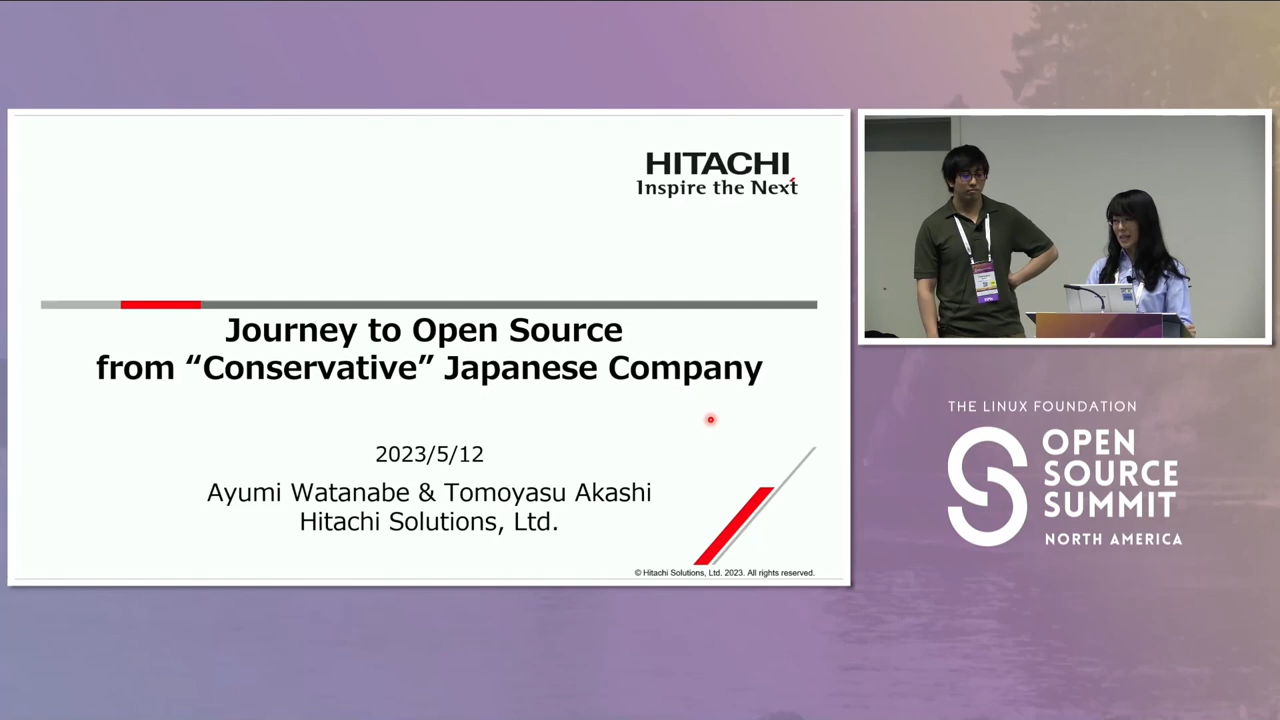 HITACHI
Inspire the Next
Journey to Open Source
from “Conservative” Japanese Company
2023/5/12
Ayumi Watanabe & Tomoyasu Akashi
Hitachi Solutions, Ltd.
© Hitachi Solutions, Ltd. 2023. All rights reserved.
THE LINUX FOUNDATION
OPEN
SOURCE
SUMMIT
NORTH AMERICA